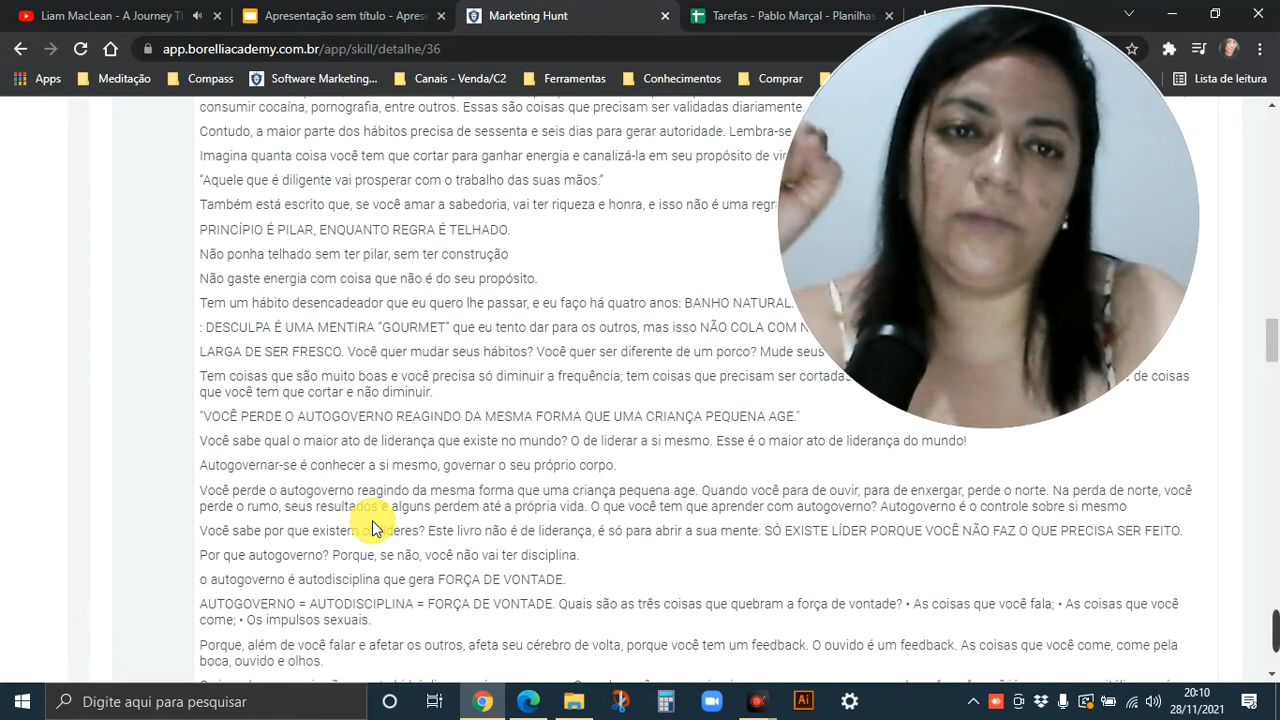 Liam MacLean - A Journey Th
Apresentação sem título - Aprese
Marketing Hunt
Tarefas - Pablo Marçal - Planilhas
app.borelliacademy.com.br/app/skill/detalhe/36
Apps
Meditação
Compass
Software Marketing...
Canais - Venda/C2
Ferramentas
Conhecimentos
Comprar
Lista de leitura
consumir cocaína, pornografia, entre outros. Essas são coisas que precisam ser validadas diariamente.
Contudo, a maior parte dos hábitos precisa de sessenta e seis dias para gerar autoridade. Lembra-se
Imagina quanta coisa você tem que cortar para ganhar energia e canalizá-la em seu propósito de
“Aquele que é diligente vai prosperar com o trabalho das suas mãos.”
Também está escrito que, se você amar a sabedoria, vai ter riqueza e honra, e isso não é uma
PRINCÍPIO É PILAR, ENQUANTO REGRA É TELHADO.
Não ponha telhado sem ter pilar, sem ter construção
Não gaste energia com coisa que não é do seu propósito.
Tem um hábito desencadeador que eu quero lhe passar, e eu faço há quatro anos: BANHO NATURAL.
: DESCULPA É UMA MENTIRA “GOURMET” que eu tento dar para os outros, mas isso NÃO COLA COM
LARGA DE SER FRESCO. Você quer mudar seus hábitos? Você quer ser diferente de um porco? Mude seus
Tem coisas que são muito boas e você precisa só diminuir a frequência; tem coisas que precisam ser cortadas de coisas
que você tem que cortar e não diminuir.
"VOCÊ PERDE O AUTOGOVERNO REAGINDO DA MESMA FORMA QUE UMA CRIANÇA PEQUENA AGE."
Você sabe qual o maior ato de liderança que existe no mundo? O de liderar a si mesmo. Esse é o maior ato de liderança do mundo!
Autogovernar-se é conhecer a si mesmo, governar o seu próprio corpo.
Você perde o autogoverno reagindo da mesma forma que uma criança pequena age. Quando você para de ouvir, para de enxergar, perde o norte. Na perda de norte, você
perde o rumo, seus resultados e alguns perdem até a própria vida. O que você tem que aprender com autogoverno? Autogoverno é o controle sobre si mesmo
Você sabe por que existem os líderes? Este livro não é de liderança, é só para abrir a sua mente: SÓ EXISTE LÍDER PORQUE VOCÊ NÃO FAZ O QUE PRECISA SER FEITO.
Por que autogoverno? Porque, se não, você não vai ter disciplina.
o autogoverno é autodisciplina que gera FORÇA DE VONTADE.
AUTOGOVERNO = AUTODISCIPLINA = FORÇA DE VONTADE. Quais são as três coisas que quebram a força de vontade? • As coisas que você fala; • As coisas que você
come; • Os impulsos sexuais.
Porque, além de você falar e afetar os outros, afeta seu cérebro de volta, porque você tem um feedback. O ouvido é um feedback. As coisas que você come, come pela
boca, ouvido e olhos.
Digite aqui para pesquisar
20:10
28/11/2021